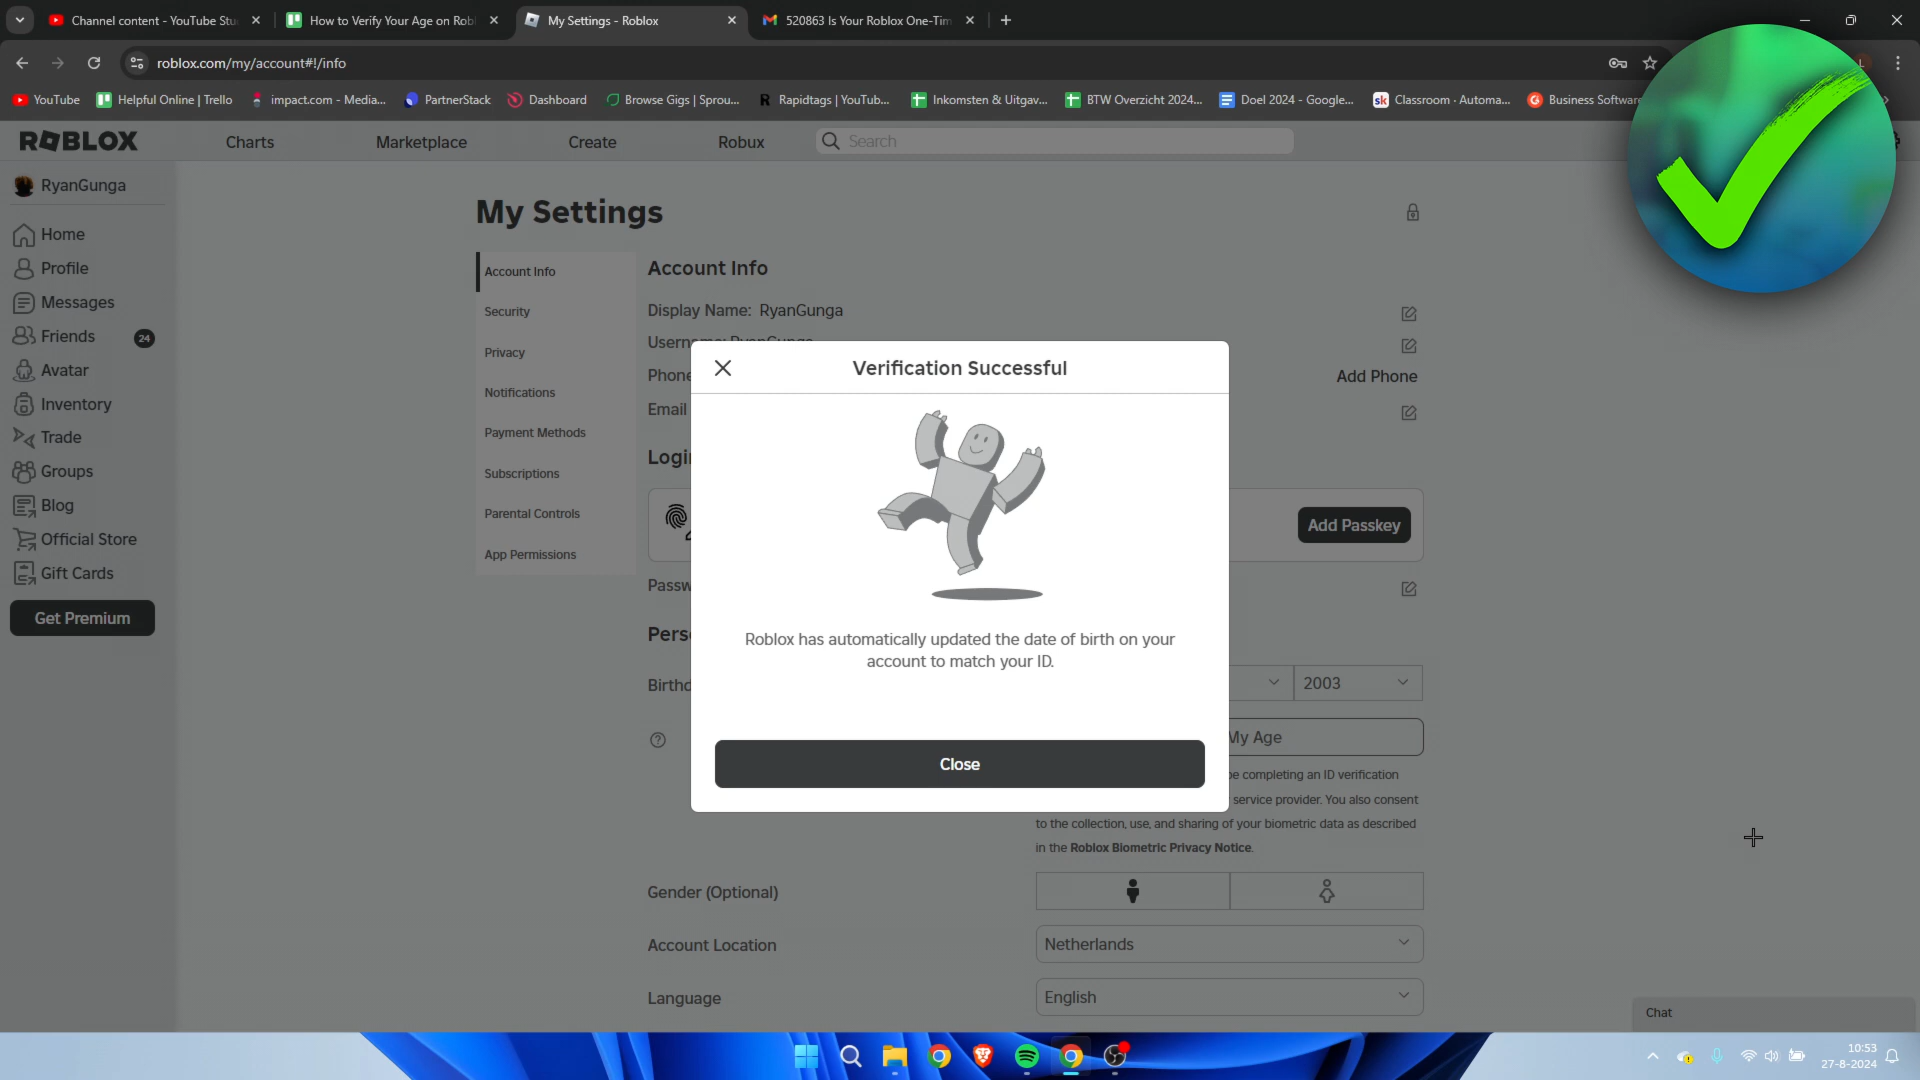 Channel content - YouTube Stu
How to Verify Your Age on Robl
My Settings - Roblox
520863 Is Your Roblox One-Tim
roblox.com/my/account#!/info
YouTube
Helpful Online | Trello
impact.com - Media...
PartnerStack
Dashboard
Browse Gigs | Sprou...
Rapidtags | YouTub...
Inkomsten & Uitgav...
BTW Overzicht 2024...
Doel 2024 - Google...
sk Classroom · Automa...
Business Software
ROBLOX
Charts
Marketplace
Create
Robux
Search
RyanGunga
Home
Profile
Messages
Friends 24
Avatar
Inventory
Trade
Groups
Blog
Official Store
Gift Cards
Get Premium
My Settings
Account Info
Security
Privacy
Notifications
Payment Methods
Subscriptions
Parental Controls
App Permissions
Account Info
Display Name: RyanGunga
Username: RyanGunga
Phone
Add Phone
Email
Login
Add Passkey
Passw
Perso
Birthd
2003
My Age
be completing an ID verification
service provider. You also consent
to the collection, use, and sharing of your biometric data as described
in the Roblox Biometric Privacy Notice.
Verification Successful
Roblox has automatically updated the date of birth on your
account to match your ID.
Close
Gender (Optional)
Account Location
Netherlands
Language
English
Chat
10:53
27-8-2024